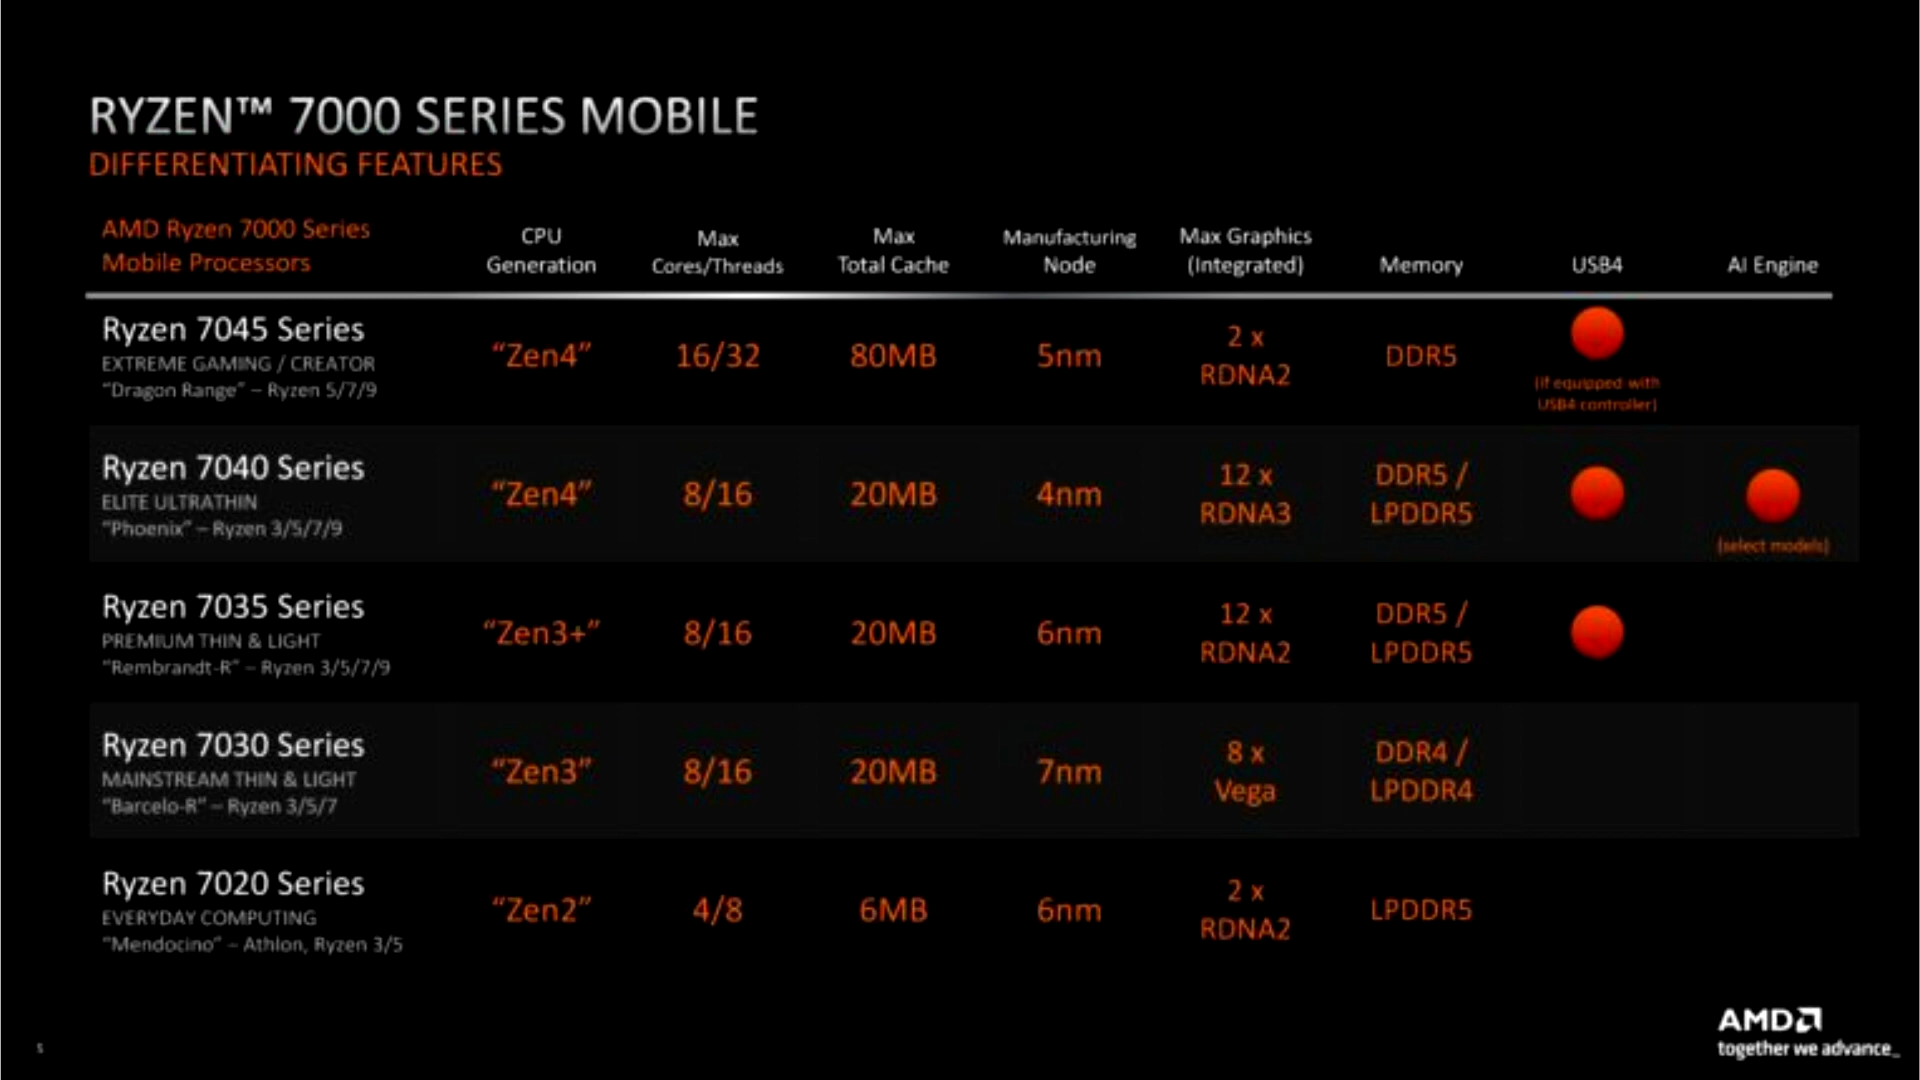 RYZEN™ 7000 SERIES MOBILE
DIFFERENTIATING FEATURES
AMD Ryzen 7000 Series
Mobile Processors
CPU
Generation
Max
Cores/Threads
Max
Total Cache
Manufacturing
Node
Max Graphics
(Integrated)
Memory
USB4
AI Engine
Ryzen 7045 Series
EXTREME GAMING / CREATOR
"Dragon Range" – Ryzen 5/7/9
"Zen4"
16/32
80MB
5nm
2 x
RDNA2
DDR5
(if equipped with
USB4 controller)
Ryzen 7040 Series
ELITE ULTRATHIN
"Phoenix" – Ryzen 3/5/7/9
"Zen4"
8/16
20MB
4nm
12 x
RDNA3
DDR5 /
LPDDR5
(select models)
Ryzen 7035 Series
PREMIUM THIN & LIGHT
"Rembrandt-R" – Ryzen 3/5/7/9
"Zen3+"
8/16
20MB
6nm
12 x
RDNA2
DDR5 /
LPDDR5
Ryzen 7030 Series
MAINSTREAM THIN & LIGHT
"Barcelo-R" – Ryzen 3/5/7
"Zen3"
8/16
20MB
7nm
8 x
Vega
DDR4 /
LPDDR4
Ryzen 7020 Series
EVERYDAY COMPUTING
"Mendocino" – Athlon, Ryzen 3/5
"Zen2"
4/8
6MB
6nm
2 x
RDNA2
LPDDR5
5
AMD
together we advance_